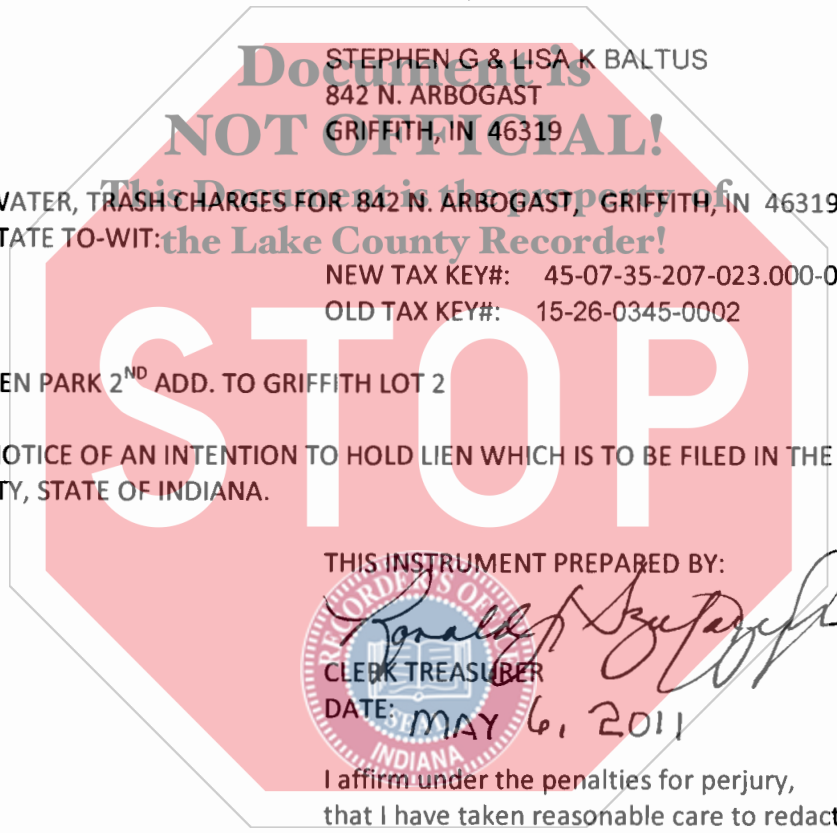 STEPHEN G & LISA K BALTUS
Document is
842 N. ARBOGAST
NOT OFFICIAL!
GRIFFITH, IN 46319
This Document is the property of
VATER, TRASH CHARGES FOR 842 N. ARBOGAST, GRIFFITH, IN 46319
the Lake County Recorder!
TATE TO-WIT:
NEW TAX KEY#: 45-07-35-207-023.000-0
OLD TAX KEY#: 15-26-0345-0002
STOP
EN PARK 2ND ADD. TO GRIFFITH LOT 2
OTICE OF AN INTENTION TO HOLD LIEN WHICH IS TO BE FILED IN THE
TY, STATE OF INDIANA.
THIS INSTRUMENT PREPARED BY:
RECORDER'S OFFICE
Ronald J
CLERK TREASURER
DATE: MAY 6, 2011
SEAL
INDIANA
I affirm under the penalties for perjury,
that I have taken reasonable care to redact